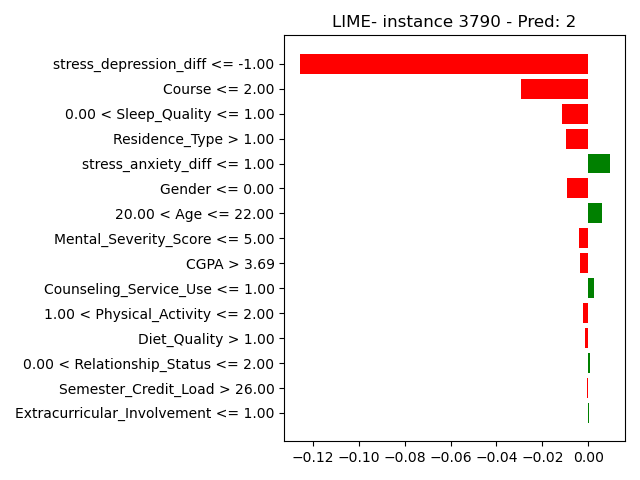 LIME- instance 3790 - Pred: 2
stress_depression_diff <= -1.00
Course <= 2.00
0.00 < Sleep_Quality <= 1.00
Residence_Type > 1.00
stress_anxiety_diff <= 1.00
Gender <= 0.00
20.00 < Age <= 22.00
Mental_Severity_Score <= 5.00
CGPA > 3.69
Counseling_Service_Use <= 1.00
1.00 < Physical_Activity <= 2.00
Diet_Quality > 1.00
0.00 < Relationship_Status <= 2.00
Semester_Credit_Load > 26.00
Extracurricular_Involvement <= 1.00
−0.12 −0.10 −0.08 −0.06 −0.04 −0.02 0.00